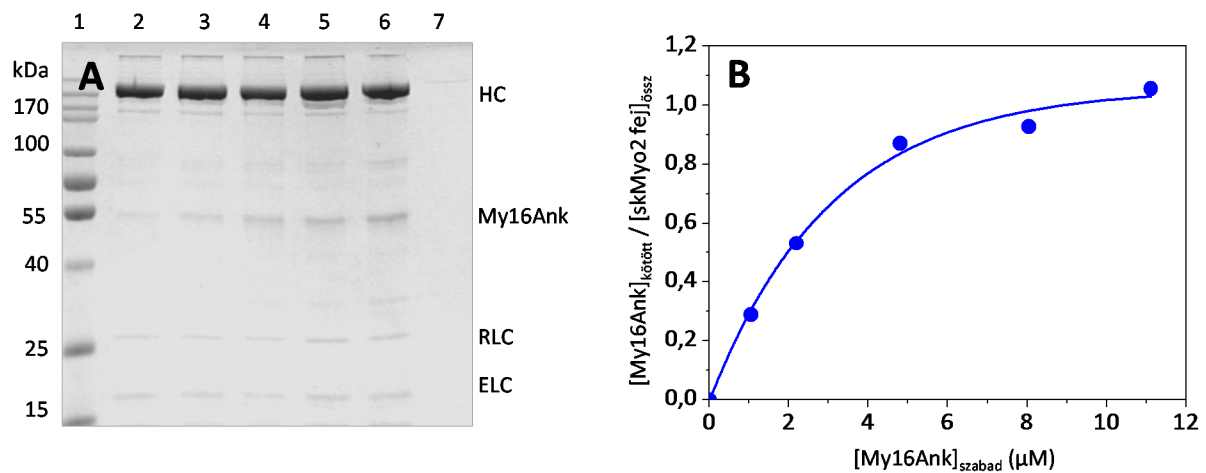 1 2 3 4 5 6 7
kDa
A
170
100
55
40
25
15
HC
My16Ank
RLC
ELC
B
1,2
1,0
0,8
0,6
0,4
0,2
0,0
0 2 4 6 8 10 12
[My16Ank]kötött / [skMyo2 fej]össz
[My16Ank]szabad (μM)